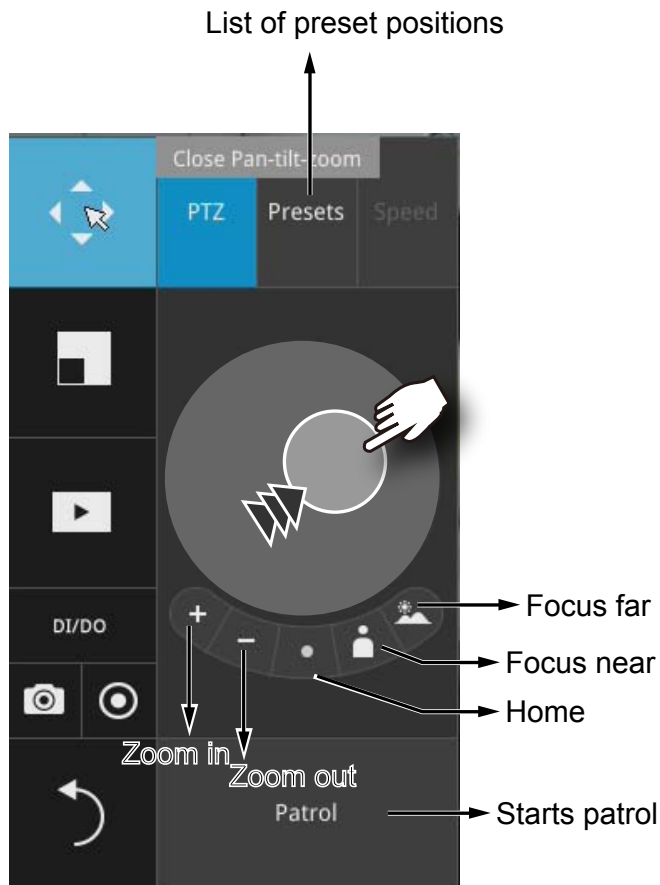 List of preset positions
Close Pan-tilt-zoom
PTZ Presets Speed
Focus far
DI/DO
Focus near
Home
Zoom in
Zoom out
Patrol
Starts patrol